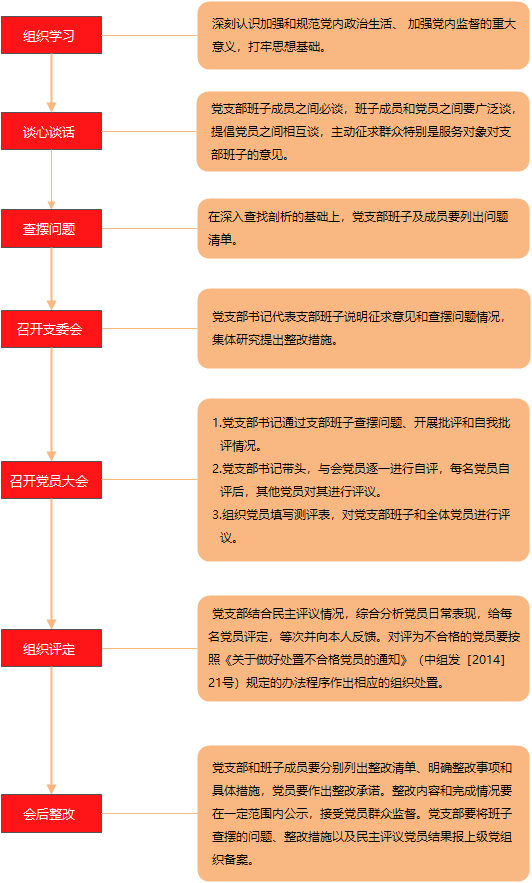 组织学习
深刻认识加强和规范党内政治生活、 加强党内监督的重大
意义，打牢思想基础。
谈心谈话
党支部班子成员之间必谈，班子成员和党员之间要广泛谈，
提倡党员之间相互谈，主动征求群众特别是服务对象对支
部班子的意见。
查摆问题
在深入查找剖析的基础上，党支部班子及成员要列出问题
清单。
召开支委会
党支部书记代表支部班子说明征求意见和查摆问题情况，
集体研究提出整改措施。
召开党员大会
1.党支部书记通过支部班子查摆问题、开展批评和自我批
评情况。
2.党支部书记带头，与会党员逐一进行自评，每名党员自
评后，其他党员对其进行评议。
3.组织党员填写测评表，对党支部班子和全体党员进行评
议。
组织评定
党支部结合民主评议情况，综合分析党员日常表现，给每
名党员评定，等次并向本人反馈。对评为不合格的党员要按
照《关于做好处置不合格党员的通知》（中组发［2014］
21号）规定的办法程序作出相应的组织处置。
会后整改
党支部和班子成员要分别列出整改清单、明确整改事项和
具体措施，党员要作出整改承诺。整改内容和完成情况要
在一定范围内公示，接受党员群众监督。党支部要将班子
查摆的问题、整改措施以及民主评议党员结果报上级党组
织备案。